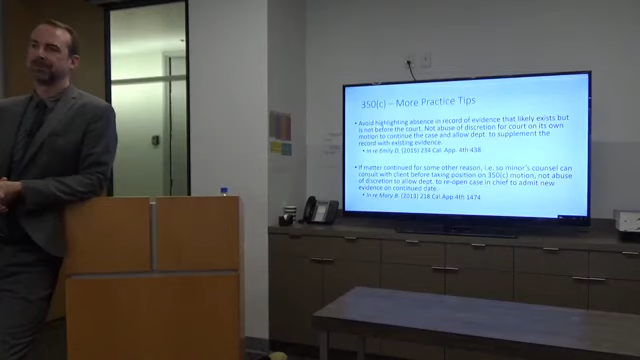 350(c) – More Practice Tips
• Avoid highlighting absence in record of evidence that likely exists but
is not before the court. Not abuse of discretion for court on its own
motion to continue the case and allow dept. to supplement the
record with existing evidence.
• In re Emily D. (2015) 234 Cal. App. 4th 438
• If matter continued for some other reason, i.e. so minor's counsel can
consult with client before taking position on 350(c) motion, not abuse
of discretion to allow dept. to re-open case in chief to admit new
evidence on continued date.
• In re Mary B. (2013) 218 Cal.App.4th 1474